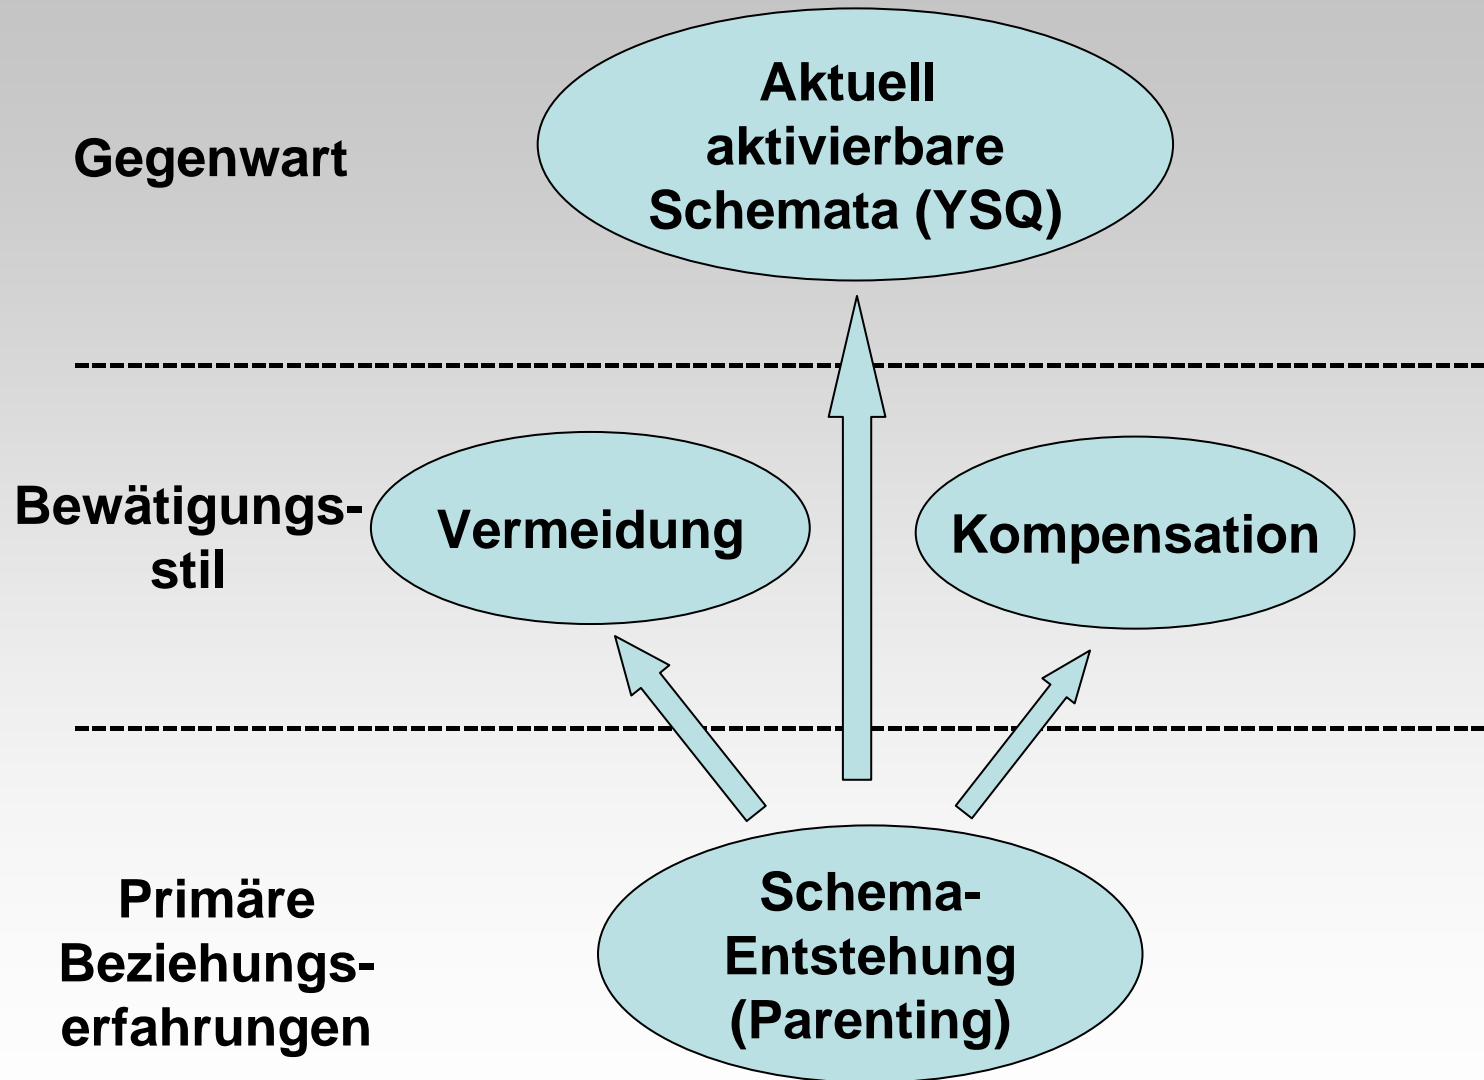 Gegenwart
Aktuell
aktivierbare
Schemata (YSQ)
Bewätigungs-
stil
Vermeidung
Kompensation
Primäre
Beziehungs-
erfahrungen
Schema-
Entstehung
(Parenting)